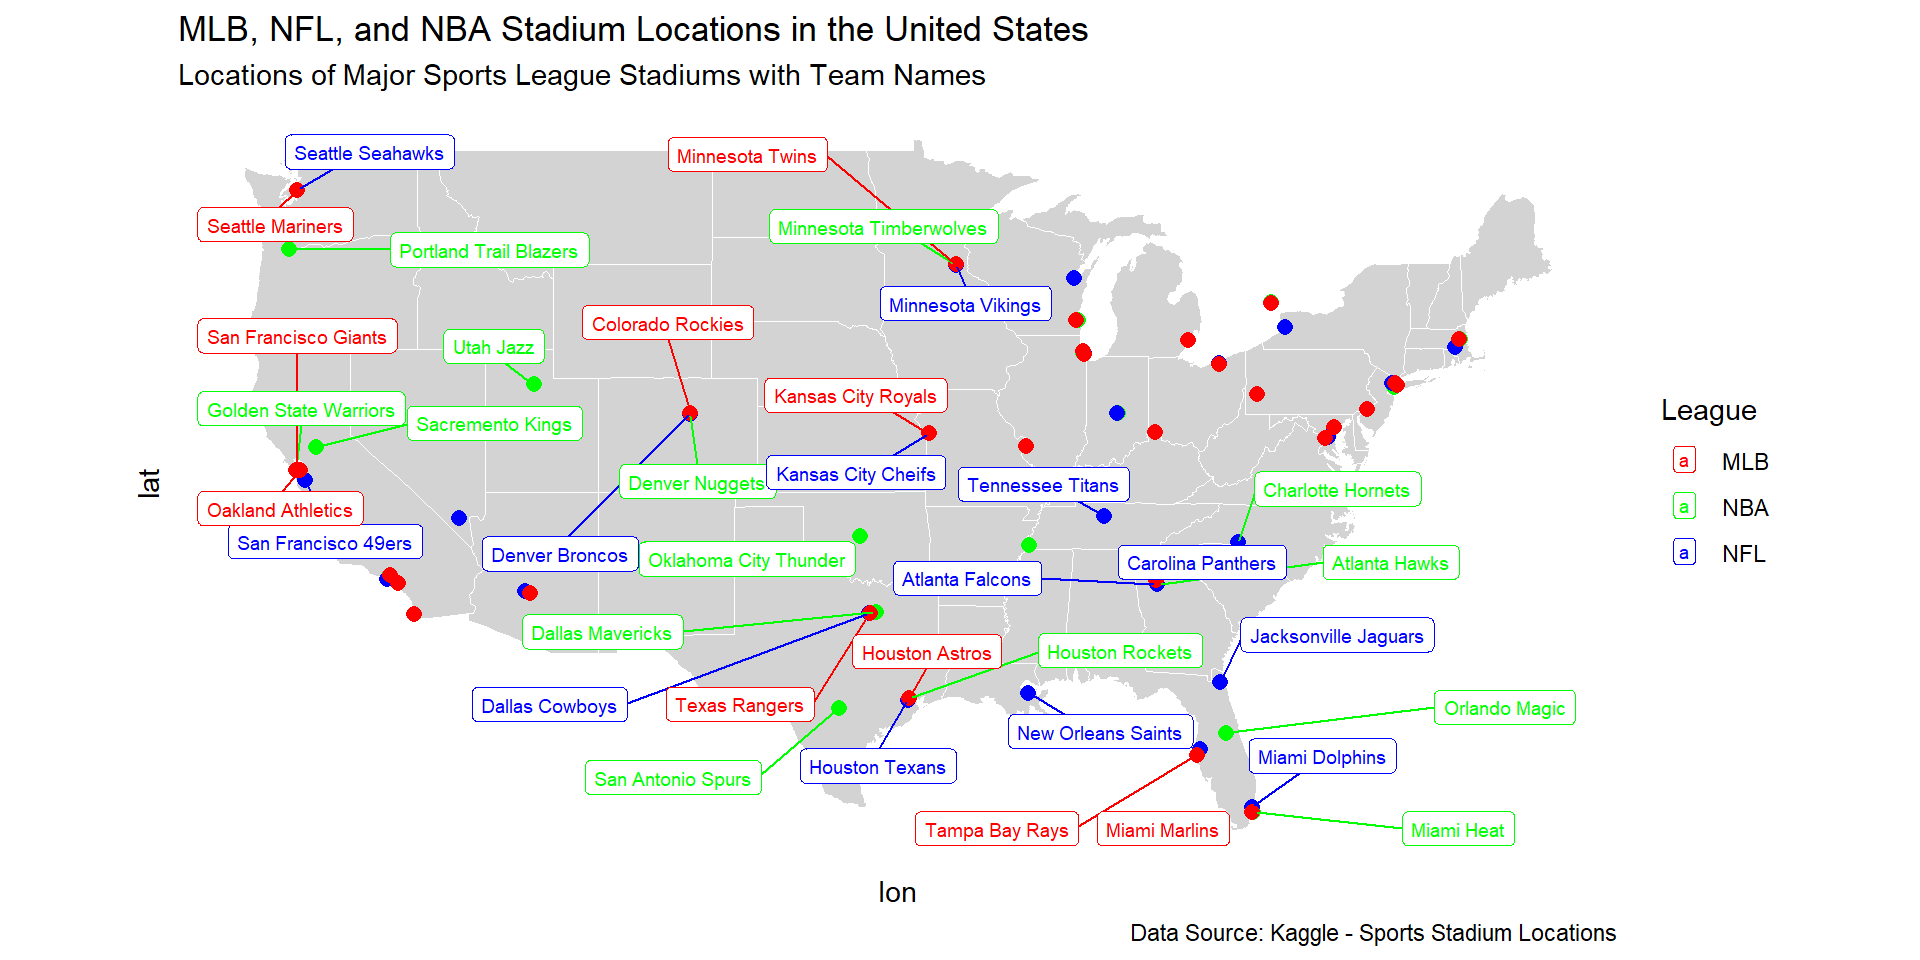 MLB, NFL, and NBA Stadium Locations in the United States
Locations of Major Sports League Stadiums with Team Names
Seattle Seahawks
Minnesota Twins
Seattle Mariners
Minnesota Timberwolves
Portland Trail Blazers
Minnesota Vikings
Colorado Rockies
San Francisco Giants
Utah Jazz
Kansas City Royals
Golden State Warriors
Sacremento Kings
League
a MLB
a NBA
a NFL
lat
Kansas City Cheifs
Denver Nuggets
Tennessee Titans
Charlotte Hornets
Oakland Athletics
San Francisco 49ers
Denver Broncos
Oklahoma City Thunder
Carolina Panthers
Atlanta Hawks
Atlanta Falcons
Dallas Mavericks
Jacksonville Jaguars
Houston Astros
Houston Rockets
Dallas Cowboys
Texas Rangers
Orlando Magic
New Orleans Saints
Miami Dolphins
Houston Texans
San Antonio Spurs
Tampa Bay Rays
Miami Marlins
Miami Heat
lon
Data Source: Kaggle - Sports Stadium Locations